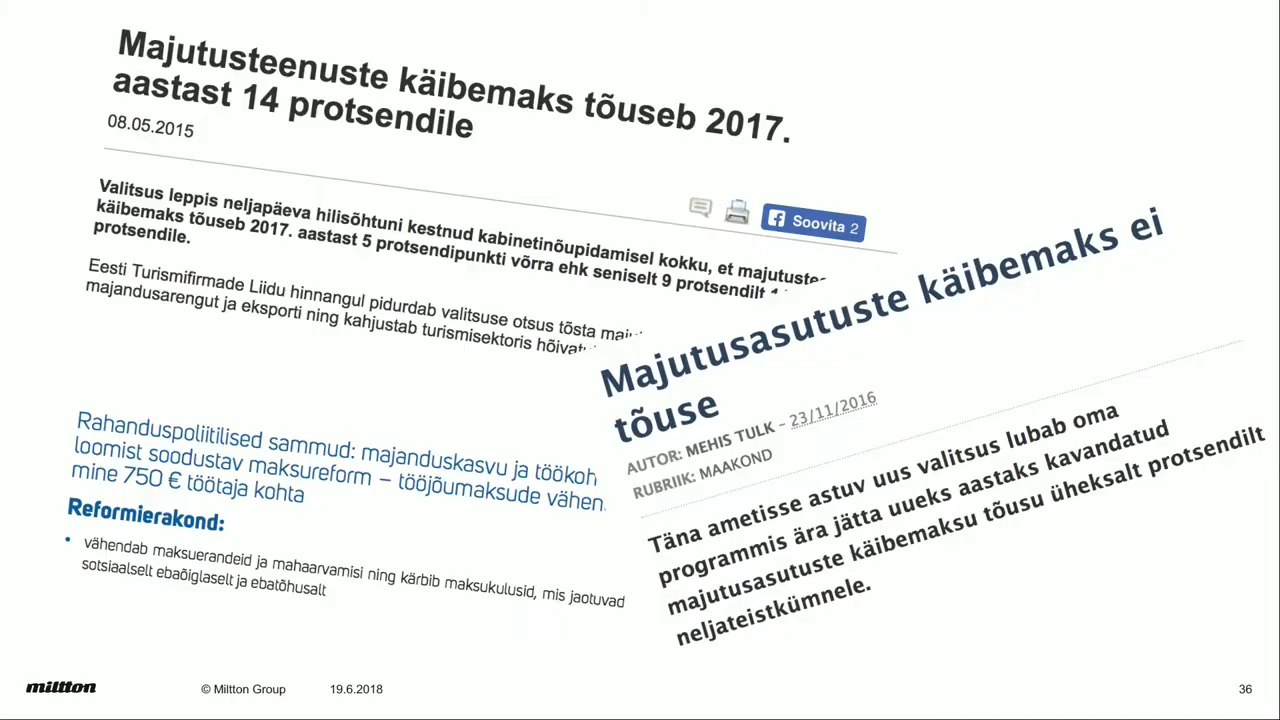 Majutusteenuste käibemaks tõuseb 2017.
aastast 14 protsendile
08.05.2015
Soovita 2
Valitsus leppis neljapäeva hilisõhtuni kestnud kabinetinõupidamisel kokku, et
käibemaks tõuseb 2017. aastast 5 protsendipunkti võrra ehk seniselt 9 protsendilt
protsendile.
Eesti Turismifirmade Liidu hinnangul pidurdab valitsuse otsus tõsta
majandusarengut ja eksporti ning kahjustab turismisektoris
Majutusasutuste käibemaks ei
tõuse
AUTOR: MEHIS TULK – 23/11/2016
RUBRIIK: MAAKOND
Täna ametisse astuv uus valitsus lubab oma
programmis ära jätta uueks aastaks kavandatud
majutusasutuste käibemaksu tõusu üheksalt protsendilt
neljateistkümnele.
Rahanduspoliitilised sammud: majanduskasvu ja töökoh
loomist soodustav maksureform – tööjõumaksude vähen
mine 750 € töötaja kohta
Reformierakond:
• vähendab maksuerandeid ja mahaarvamisi ning kärbib maksukulusid, mis jaotuvad
sotsiaalselt ebaõiglaselt ja ebatõhusalt
miltton
© Miltton Group
19.6.2018
36